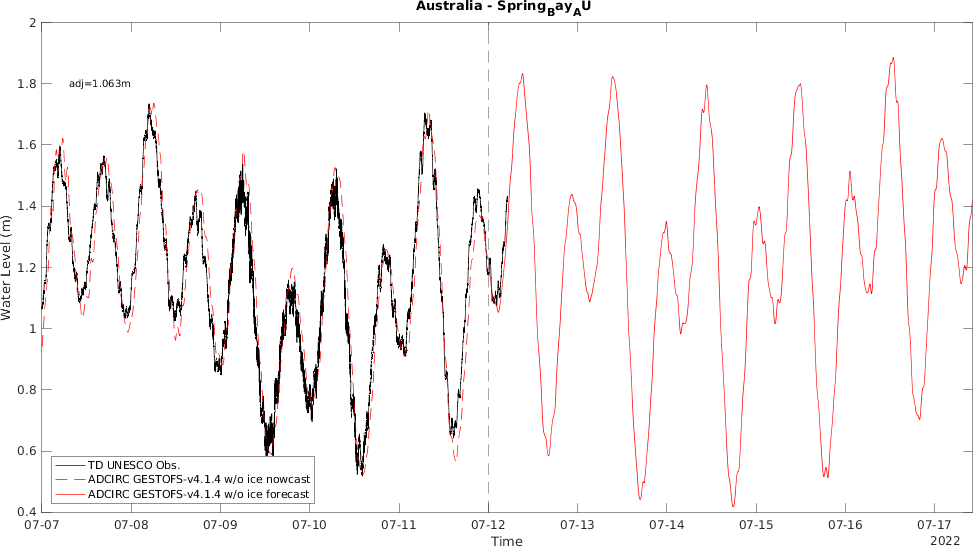 Australia - SpringBayAU
2
1.8
1.6
1.4
1.2
1
0.8
0.6
0.4
Water Level (m)
adj=1.063m
TD UNESCO Obs.
ADCIRC GESTOFS-v4.1.4 w/o ice nowcast
ADCIRC GESTOFS-v4.1.4 w/o ice forecast
07-07 07-08 07-09 07-10 07-11 07-12 07-13 07-14 07-15 07-16 07-17
Time
2022